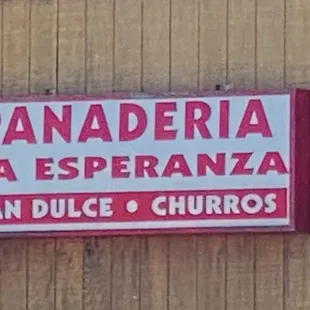 PANADERIA
A ESPERANZA
AN DULCE • CHURROS